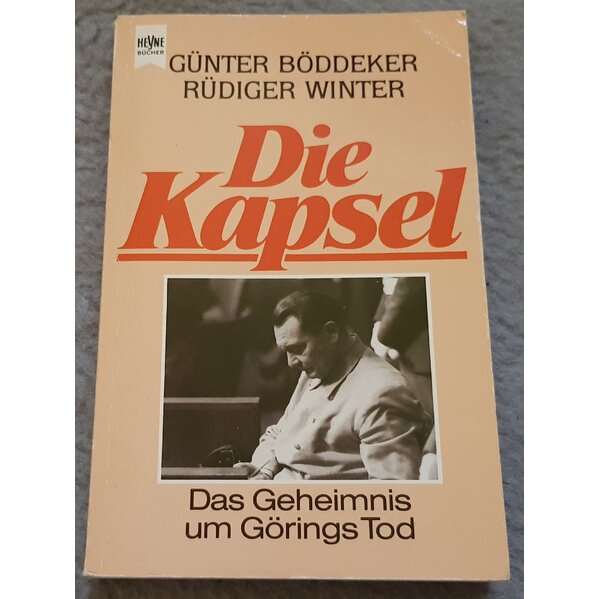 HEYNE
BÜCHER
GÜNTER BÖDDEKER
RÜDIGER WINTER
Die
Kapsel
Das Geheimnis
um Görings Tod